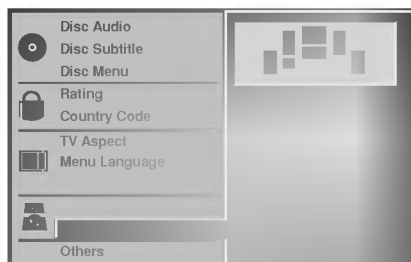 Disc Audio
Disc Subtitle
Disc Menu
Rating
Country Code
TV Aspect
Menu Language
Others